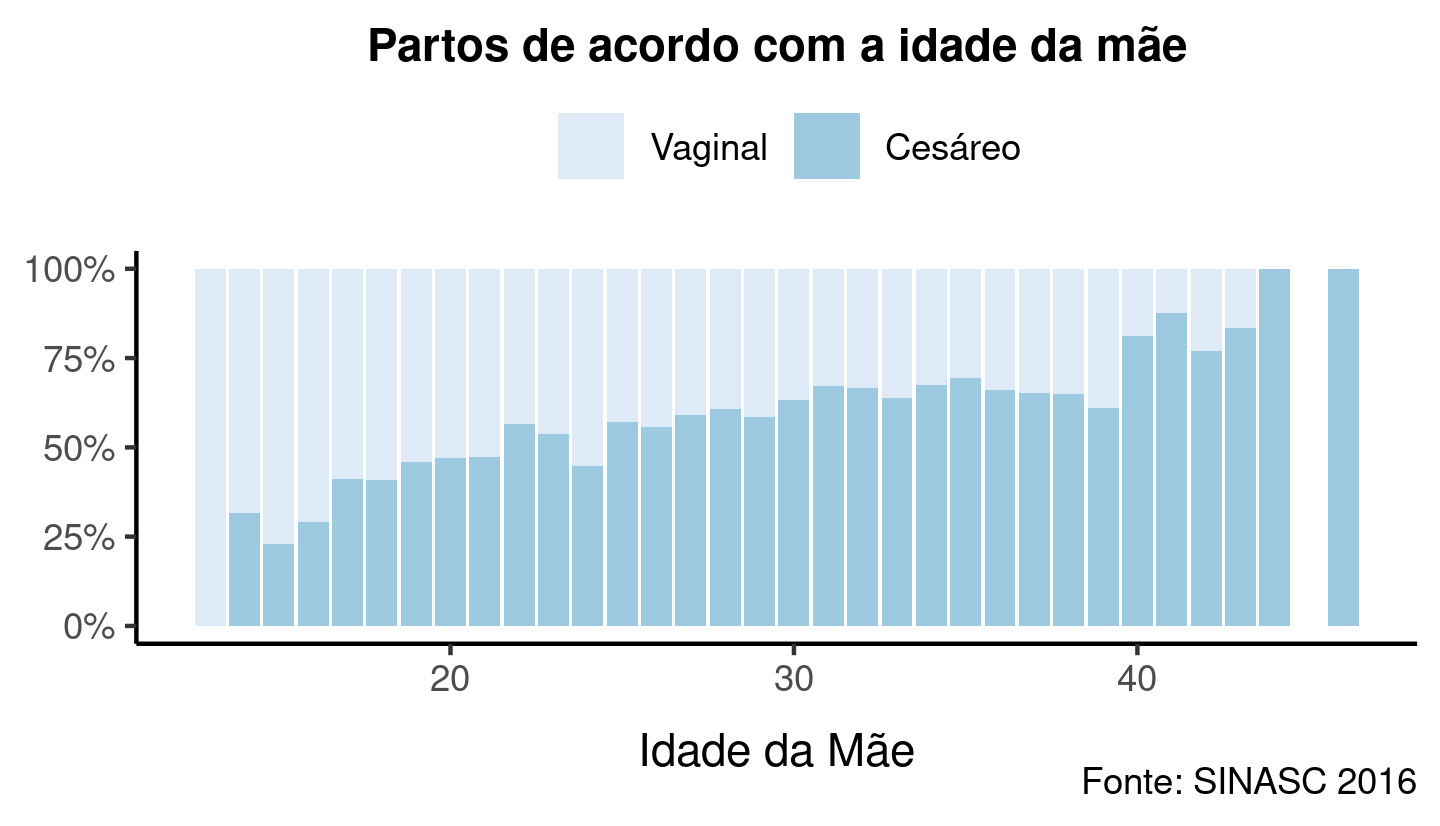 Partos de acordo com a idade da mãe
Vaginal Cesáreo
100%
75%
50%
25%
0%
20 30 40
Idade da Mãe
Fonte: SINASC 2016